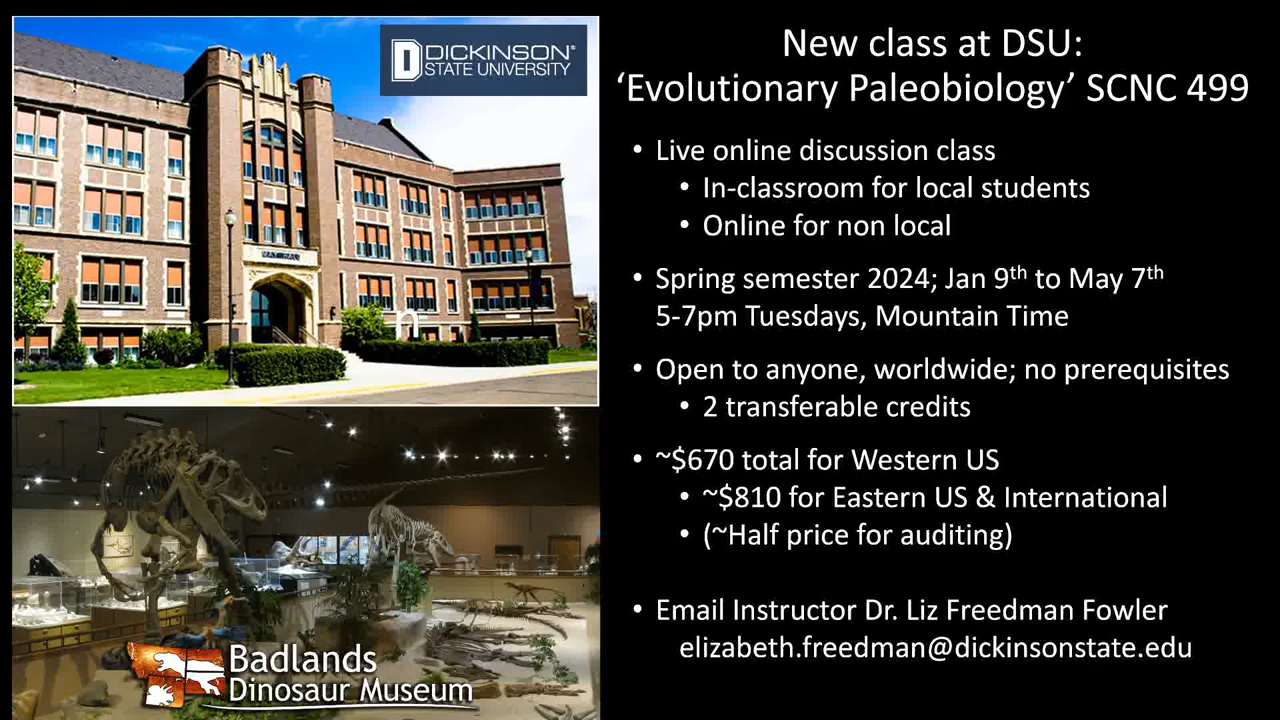 DICKINSON®
STATE UNIVERSITY
MAY HALL
n
Badlands
Dinosaur Museum
New class at DSU:
‘Evolutionary Paleobiology’ SCNC 499
• Live online discussion class
• In-classroom for local students
• Online for non local
• Spring semester 2024; Jan 9th to May 7th
5-7pm Tuesdays, Mountain Time
• Open to anyone, worldwide; no prerequisites
• 2 transferable credits
• ~$670 total for Western US
• ~$810 for Eastern US & International
• (~Half price for auditing)
• Email Instructor Dr. Liz Freedman Fowler
elizabeth.freedman@dickinsonstate.edu